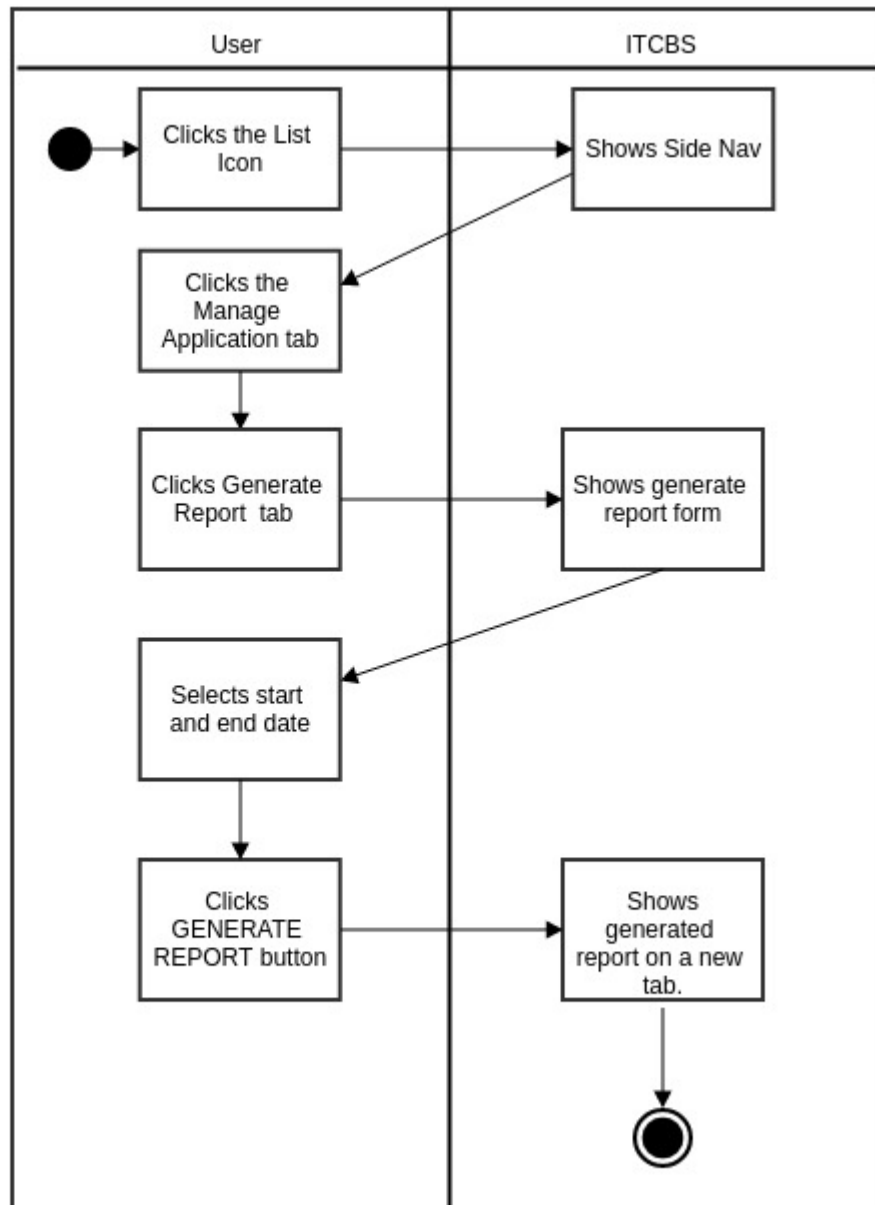 User
ITCBS
Clicks the List
Icon
Shows Side Nav
Clicks the
Manage
Application tab
Clicks Generate
Report tab
Shows generate
report form
Selects start
and end date
Clicks
GENERATE
REPORT button
Shows
generated
report on a new
tab.